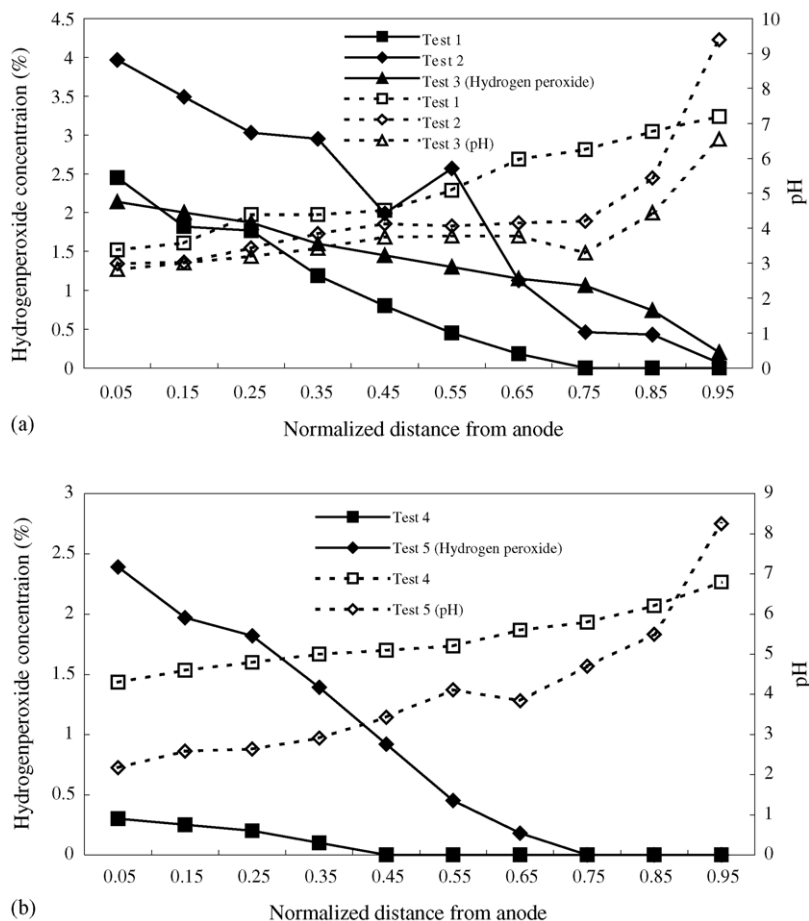 4.5
4
3.5
3
2.5
2
1.5
1
0.5
0
Hydrogenperoxide concentraion (%)
Test 1
Test 2
Test 3 (Hydrogen peroxide)
Test 1
Test 2
Test 3 (pH)
10
9
8
7
6
5
4
3
2
1
0
pH
0.05 0.15 0.25 0.35 0.45 0.55 0.65 0.75 0.85 0.95
(a)
Normalized distance from anode
3
2.5
2
1.5
1
0.5
0
Hydrogenperoxide concentraion (%)
Test 4
Test 5 (Hydrogen peroxide)
Test 4
Test 5 (pH)
9
8
7
6
5
4
3
2
1
0
pH
0.05 0.15 0.25 0.35 0.45 0.55 0.65 0.75 0.85 0.95
(b)
Normalized distance from anode